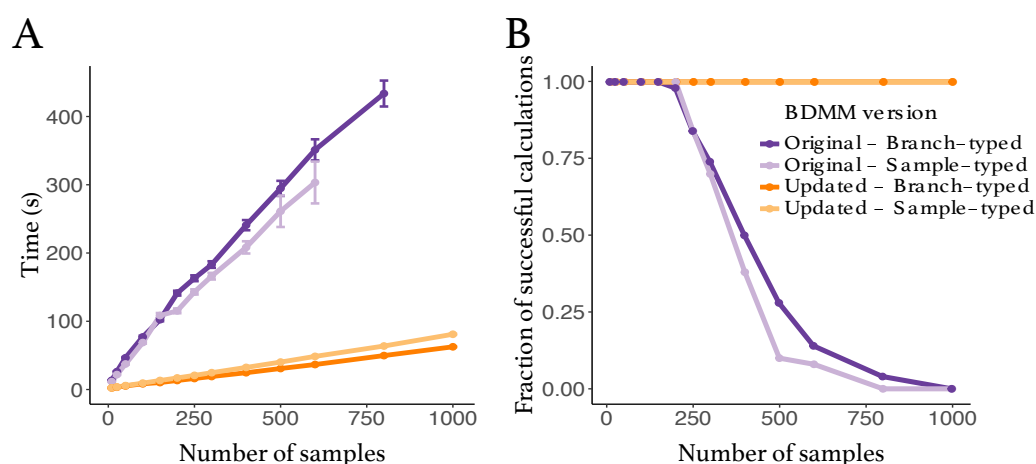 A
Time (s)
400
300
200
100
0
0 250 500 750 1000
Number of samples
B
Fraction of successful calculations
1.00
0.75
0.50
0.25
0.00
0 250 500 750 1000
Number of samples
BDMM version
Original – Branch–typed
Original – Sample–typed
Updated – Branch–typed
Updated – Sample–typed